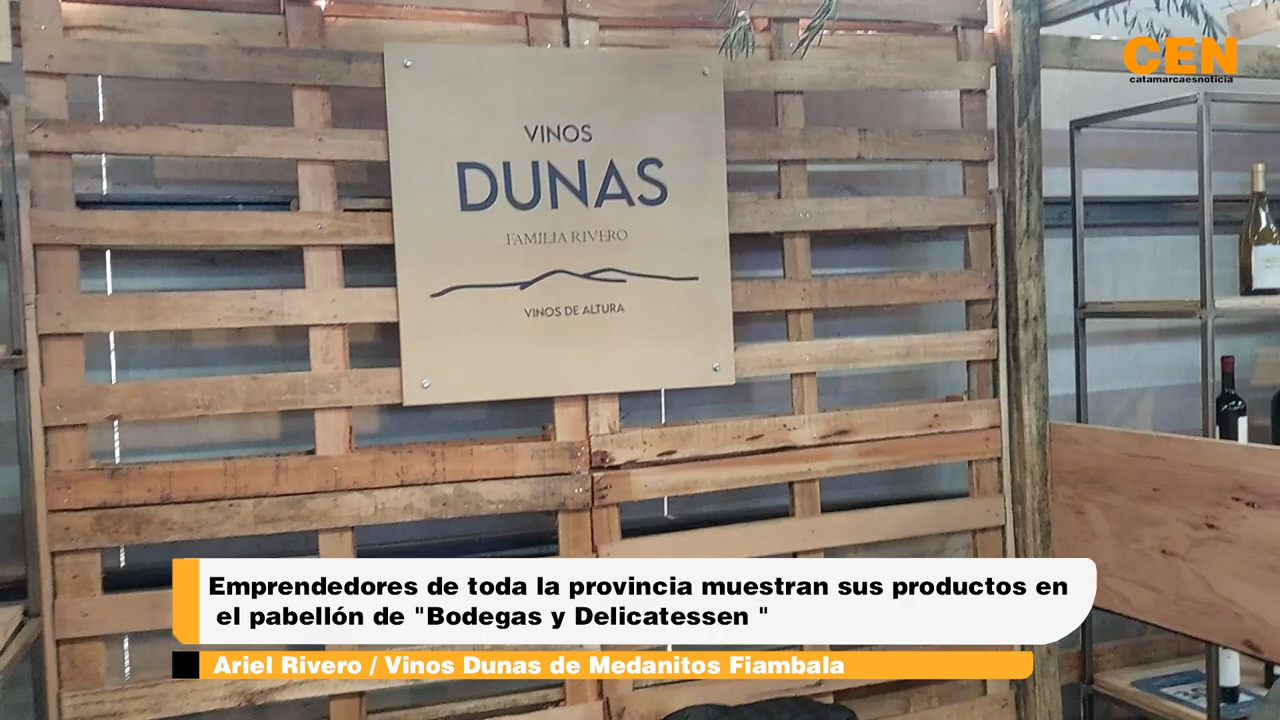 CEN
catamarcaesnoticia
VINOS
DUNAS
FAMILIA RIVERO
VINOS DE ALTURA
Emprendedores de toda la provincia muestran sus productos en
el pabellón de "Bodegas y Delicatessen "
Ariel Rivero / Vinos Dunas de Medanitos Fiambala